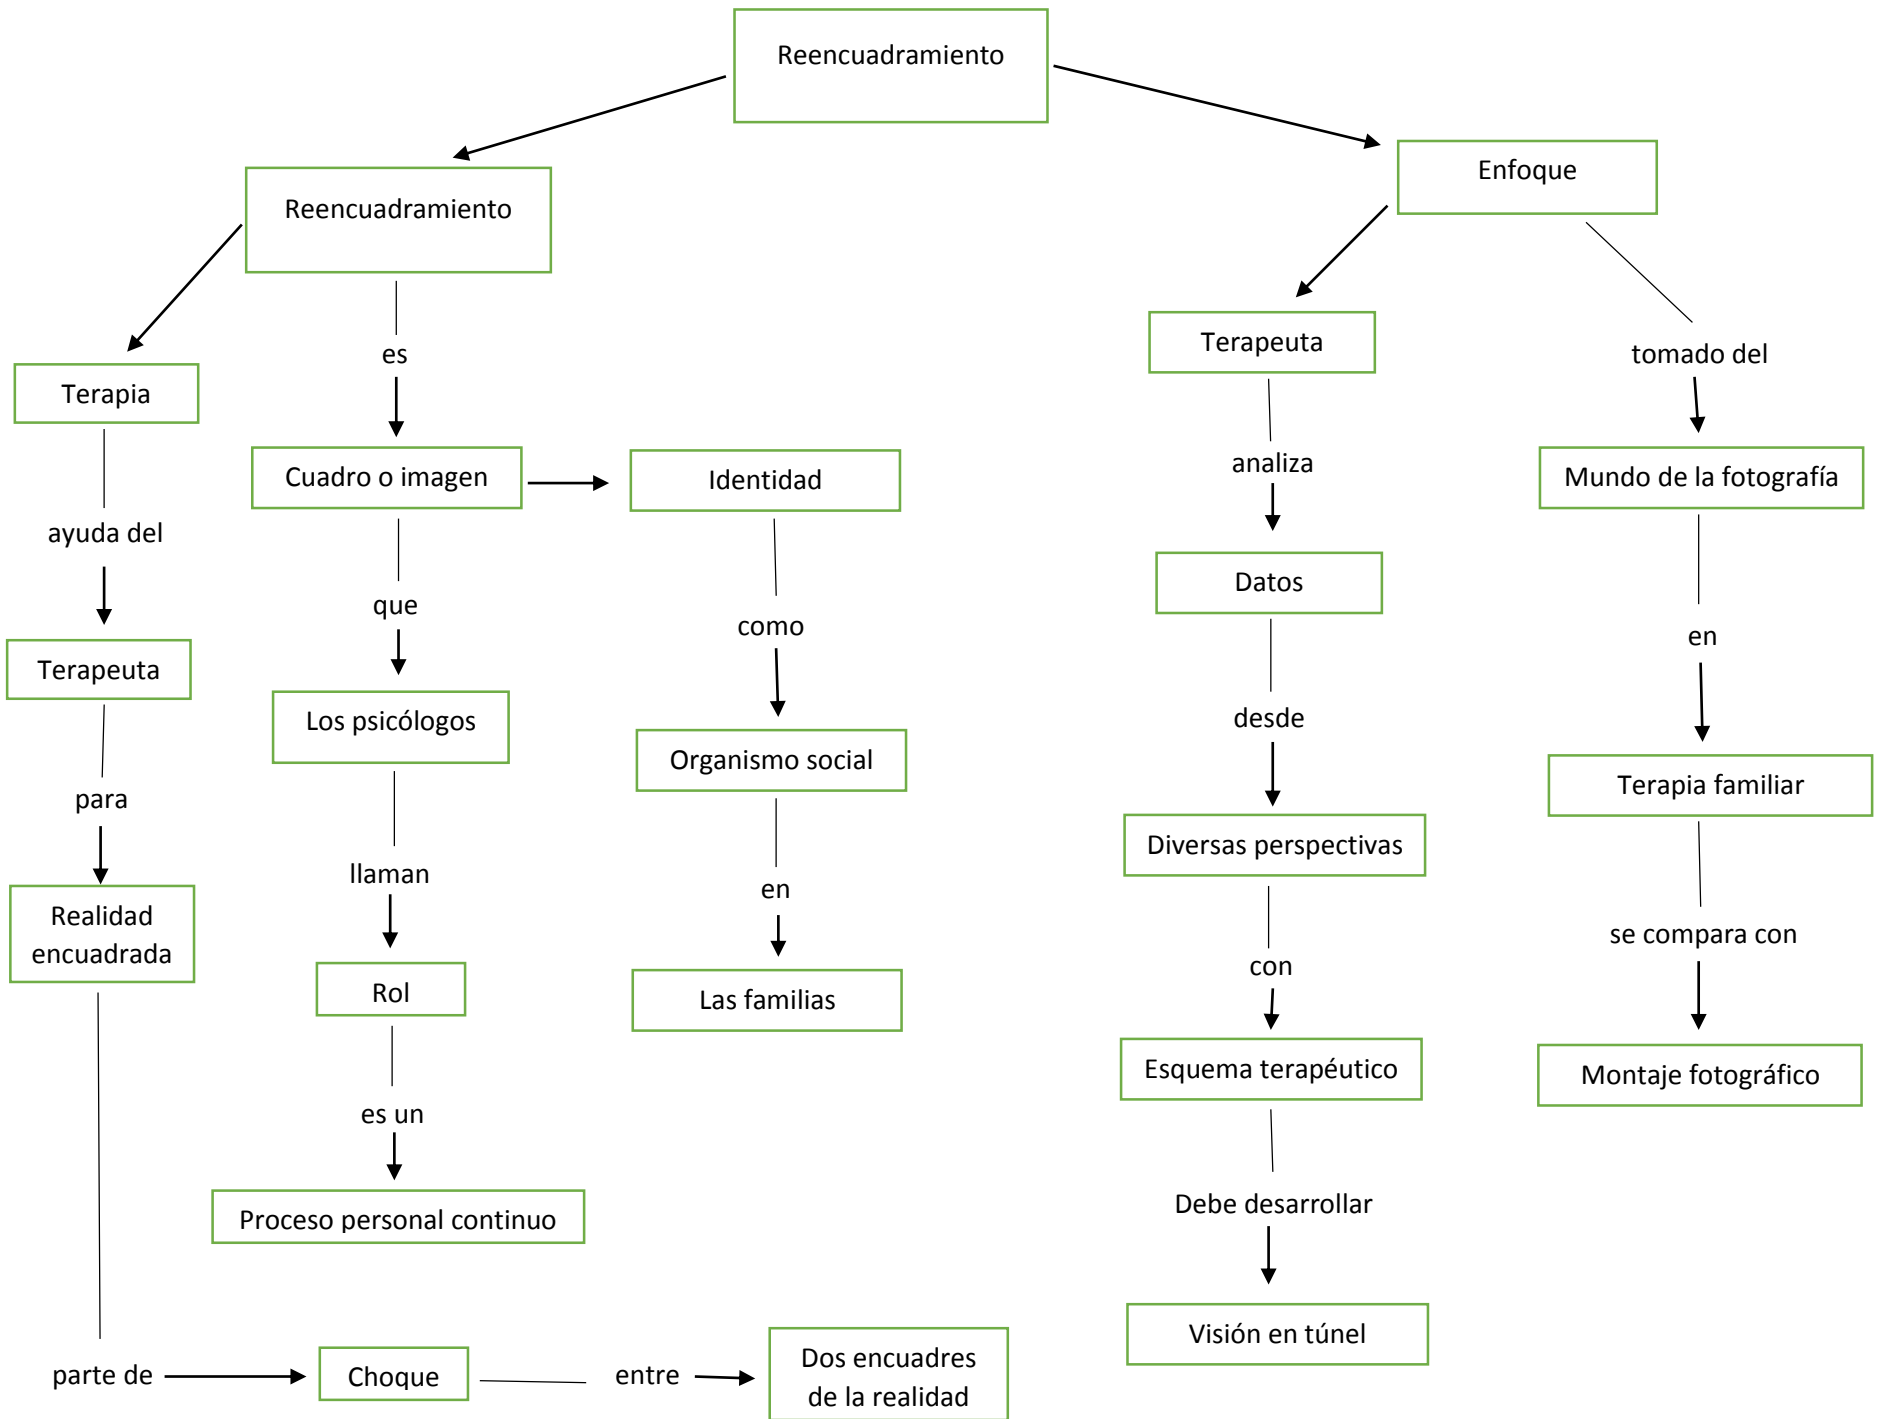 Reencuadramiento
Reencuadramiento
Enfoque
Terapia
ayuda del
Terapeuta
para
Realidad
encuadrada
parte de
Choque
entre
Dos encuadres
de la realidad
es
Cuadro o imagen
que
Los psicólogos
llaman
Rol
es un
Proceso personal continuo
Identidad
como
Organismo social
en
Las familias
Terapeuta
analiza
Datos
desde
Diversas perspectivas
con
Esquema terapéutico
Debe desarrollar
Visión en túnel
tomado del
Mundo de la fotografía
en
Terapia familiar
se compara con
Montaje fotográfico